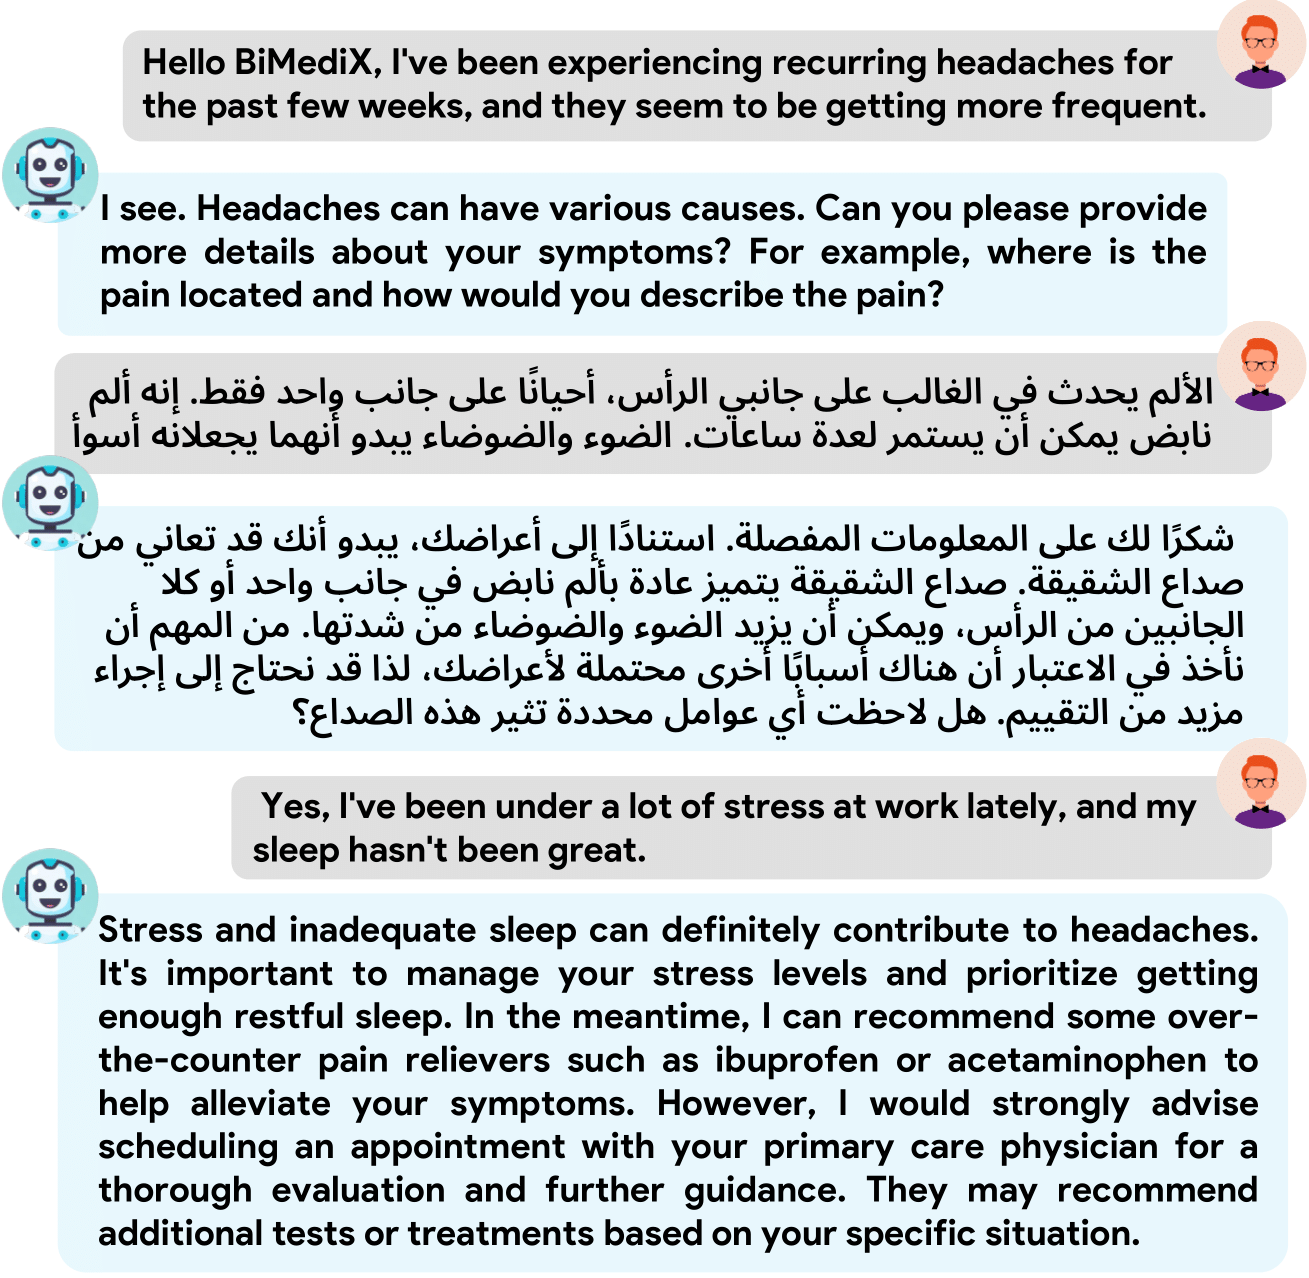 Hello BiMediX, I've been experiencing recurring headaches for
the past few weeks, and they seem to be getting more frequent.
I see. Headaches can have various causes. Can you please provide
more details about your symptoms? For example, where is the
pain located and how would you describe the pain?
الألم يحدث في الغالب على جانبي الرأس، أحيانًا على جانب واحد فقط. إنه ألم
نابض يمكن أن يستمر لعدة ساعات. الضوء والضوضاء يبدو أنهما يجعلانه أسوأ
شكرًا لك على المعلومات المفصلة. استنادًا إلى أعراضك، يبدو أنك قد تعاني من
صداع الشقيقة. صداع الشقيقة يتميز عادة بألم نابض في جانب واحد أو كلا
الجانبين من الرأس، ويمكن أن يزيد الضوء والضوضاء من شدتها. من المهم أن
نأخذ في الاعتبار أن هناك أسبابًا أخرى محتملة لأعراضك، لذا قد نحتاج إلى إجراء
مزيد من التقييم. هل لاحظت أي عوامل محددة تثير هذه الصداع؟
Yes, I've been under a lot of stress at work lately, and my
sleep hasn't been great.
Stress and inadequate sleep can definitely contribute to headaches.
It's important to manage your stress levels and prioritize getting
enough restful sleep. In the meantime, I can recommend some over-
the-counter pain relievers such as ibuprofen or acetaminophen to
help alleviate your symptoms. However, I would strongly advise
scheduling an appointment with your primary care physician for a
thorough evaluation and further guidance. They may recommend
additional tests or treatments based on your specific situation.